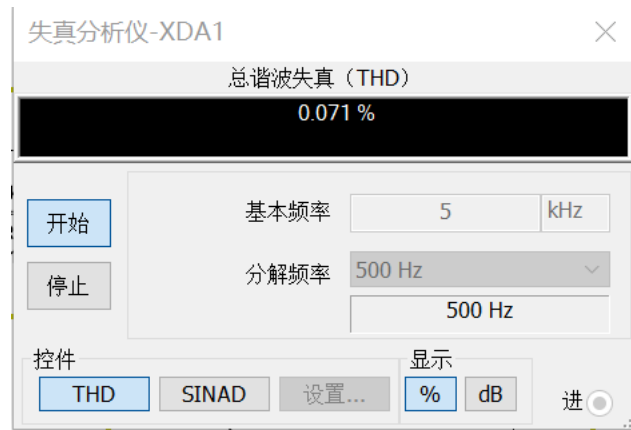 失真分析仪-XDA1
总谐波失真（THD）
0.071 %
开始
停止
基本频率 5 kHz
分解频率 500 Hz
500 Hz
控件
THD SINAD 设置...
显示
% dB
进